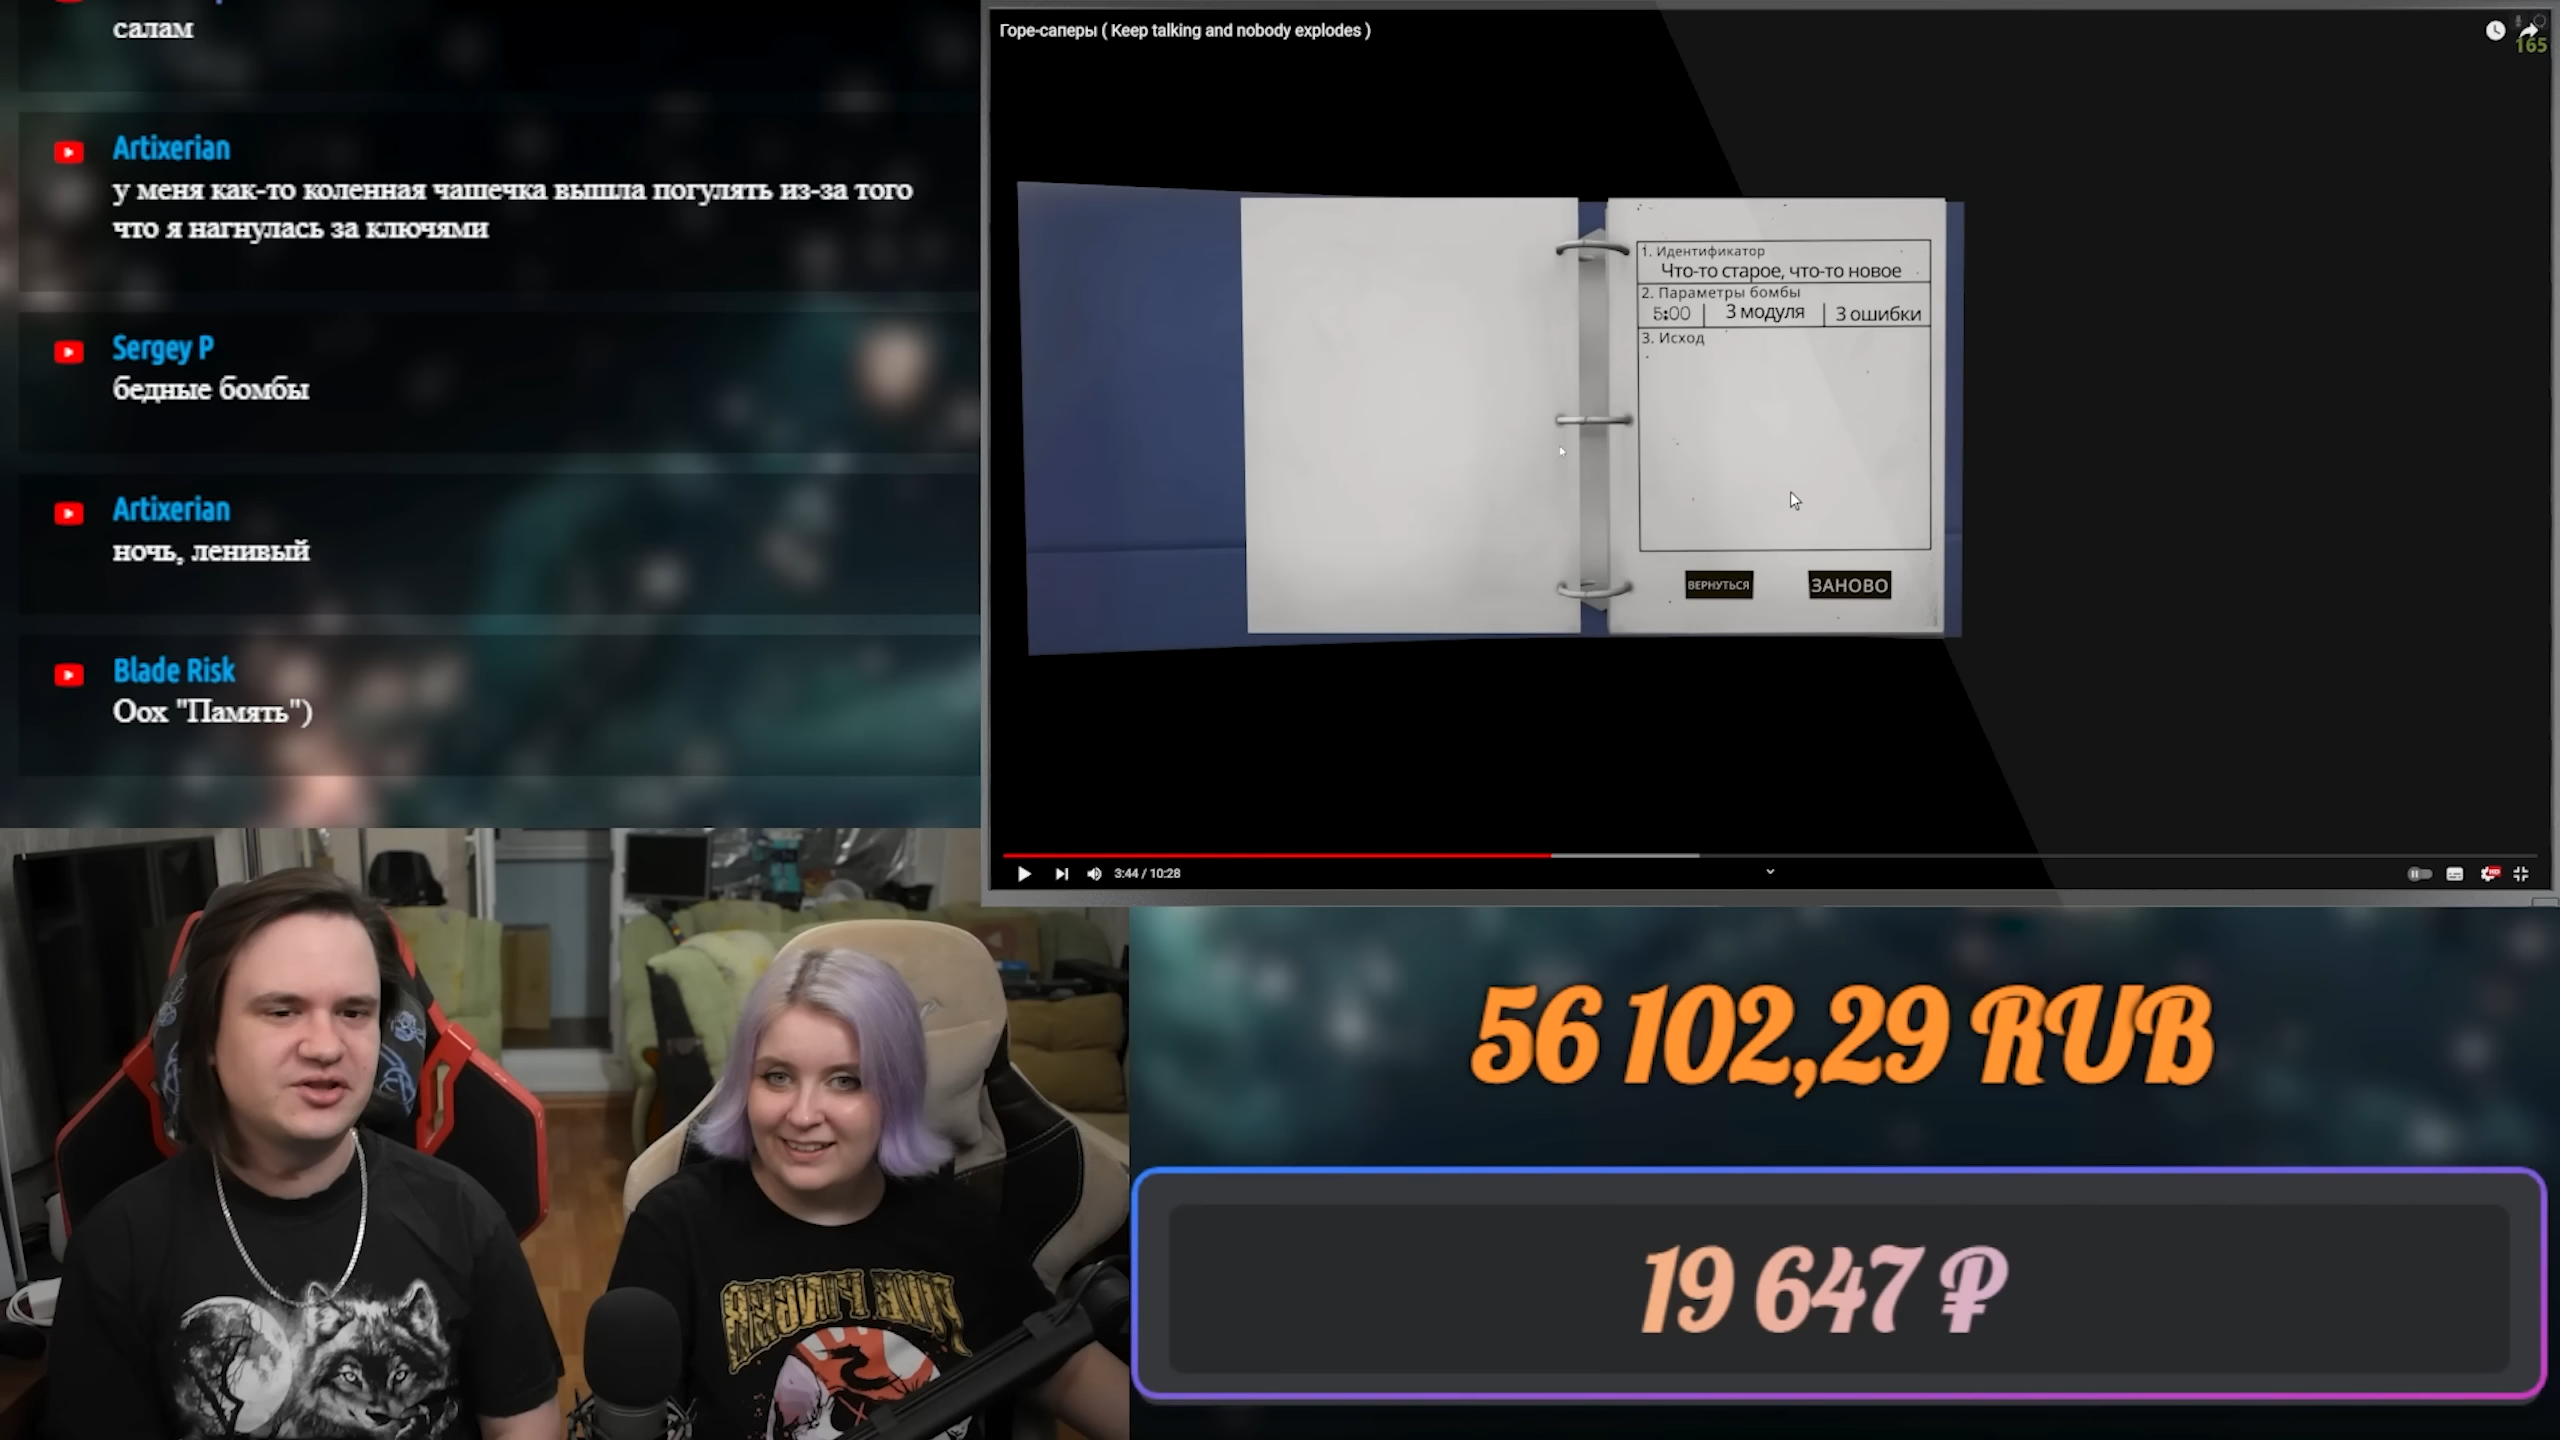 салам
Artixerian
у меня как-то коленная чашечка вышла погулять из-за того
что я нагнулась за ключями
Sergey P
бедные бомбы
Artixerian
ночь, ленивый
Blade Risk
Оох "Память")
Горе-саперы ( Keep talking and nobody explodes )
165
1. Идентификатор
Что-то старое, что-то новое
2. Параметры бомбы
5:00 3 модуля 3 ошибки
3. Исход
ВЕРНУТЬСЯ ЗАНОВО
3:44 / 10:28
56 102,29 RUB
19 647 ₽